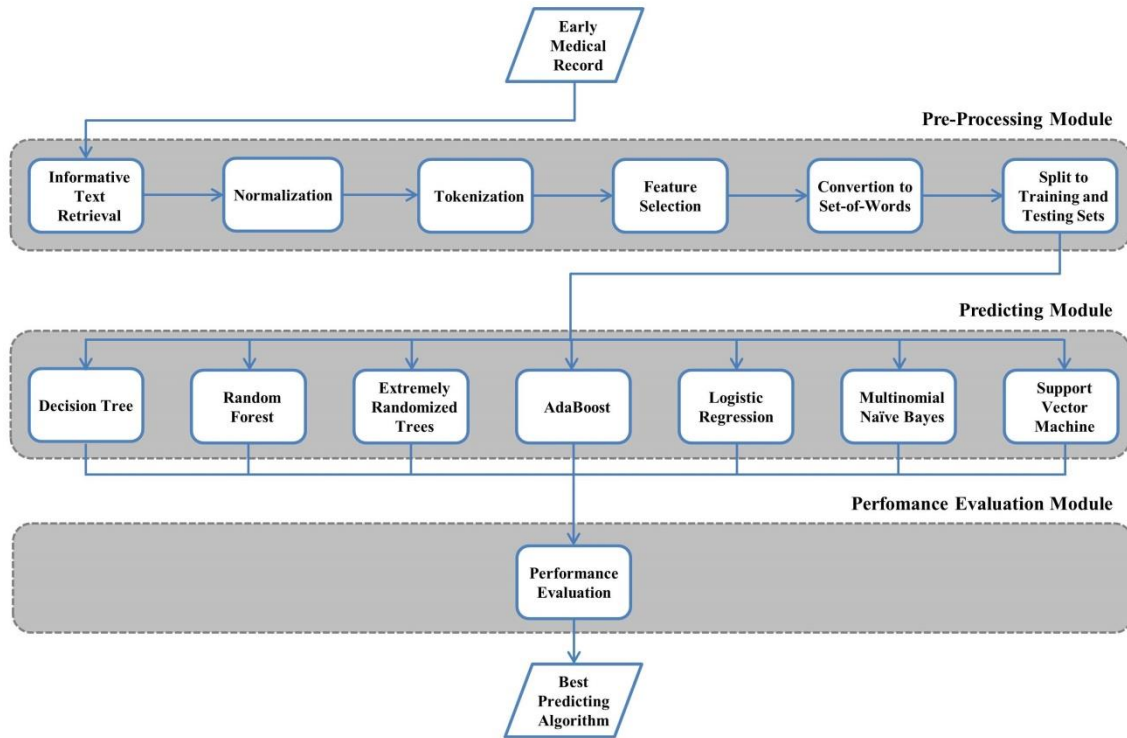 Early
Medical
Record
Pre-Processing Module
Informative
Text
Retrieval
Normalization
Tokenization
Feature
Selection
Convertion to
Set-of-Words
Split to
Training and
Testing Sets
Predicting Module
Decision Tree
Random
Forest
Extremely
Randomized
Trees
AdaBoost
Logistic
Regression
Multinomial
Naïve Bayes
Support
Vector
Machine
Perfomance Evaluation Module
Performance
Evaluation
Best
Predicting
Algorithm